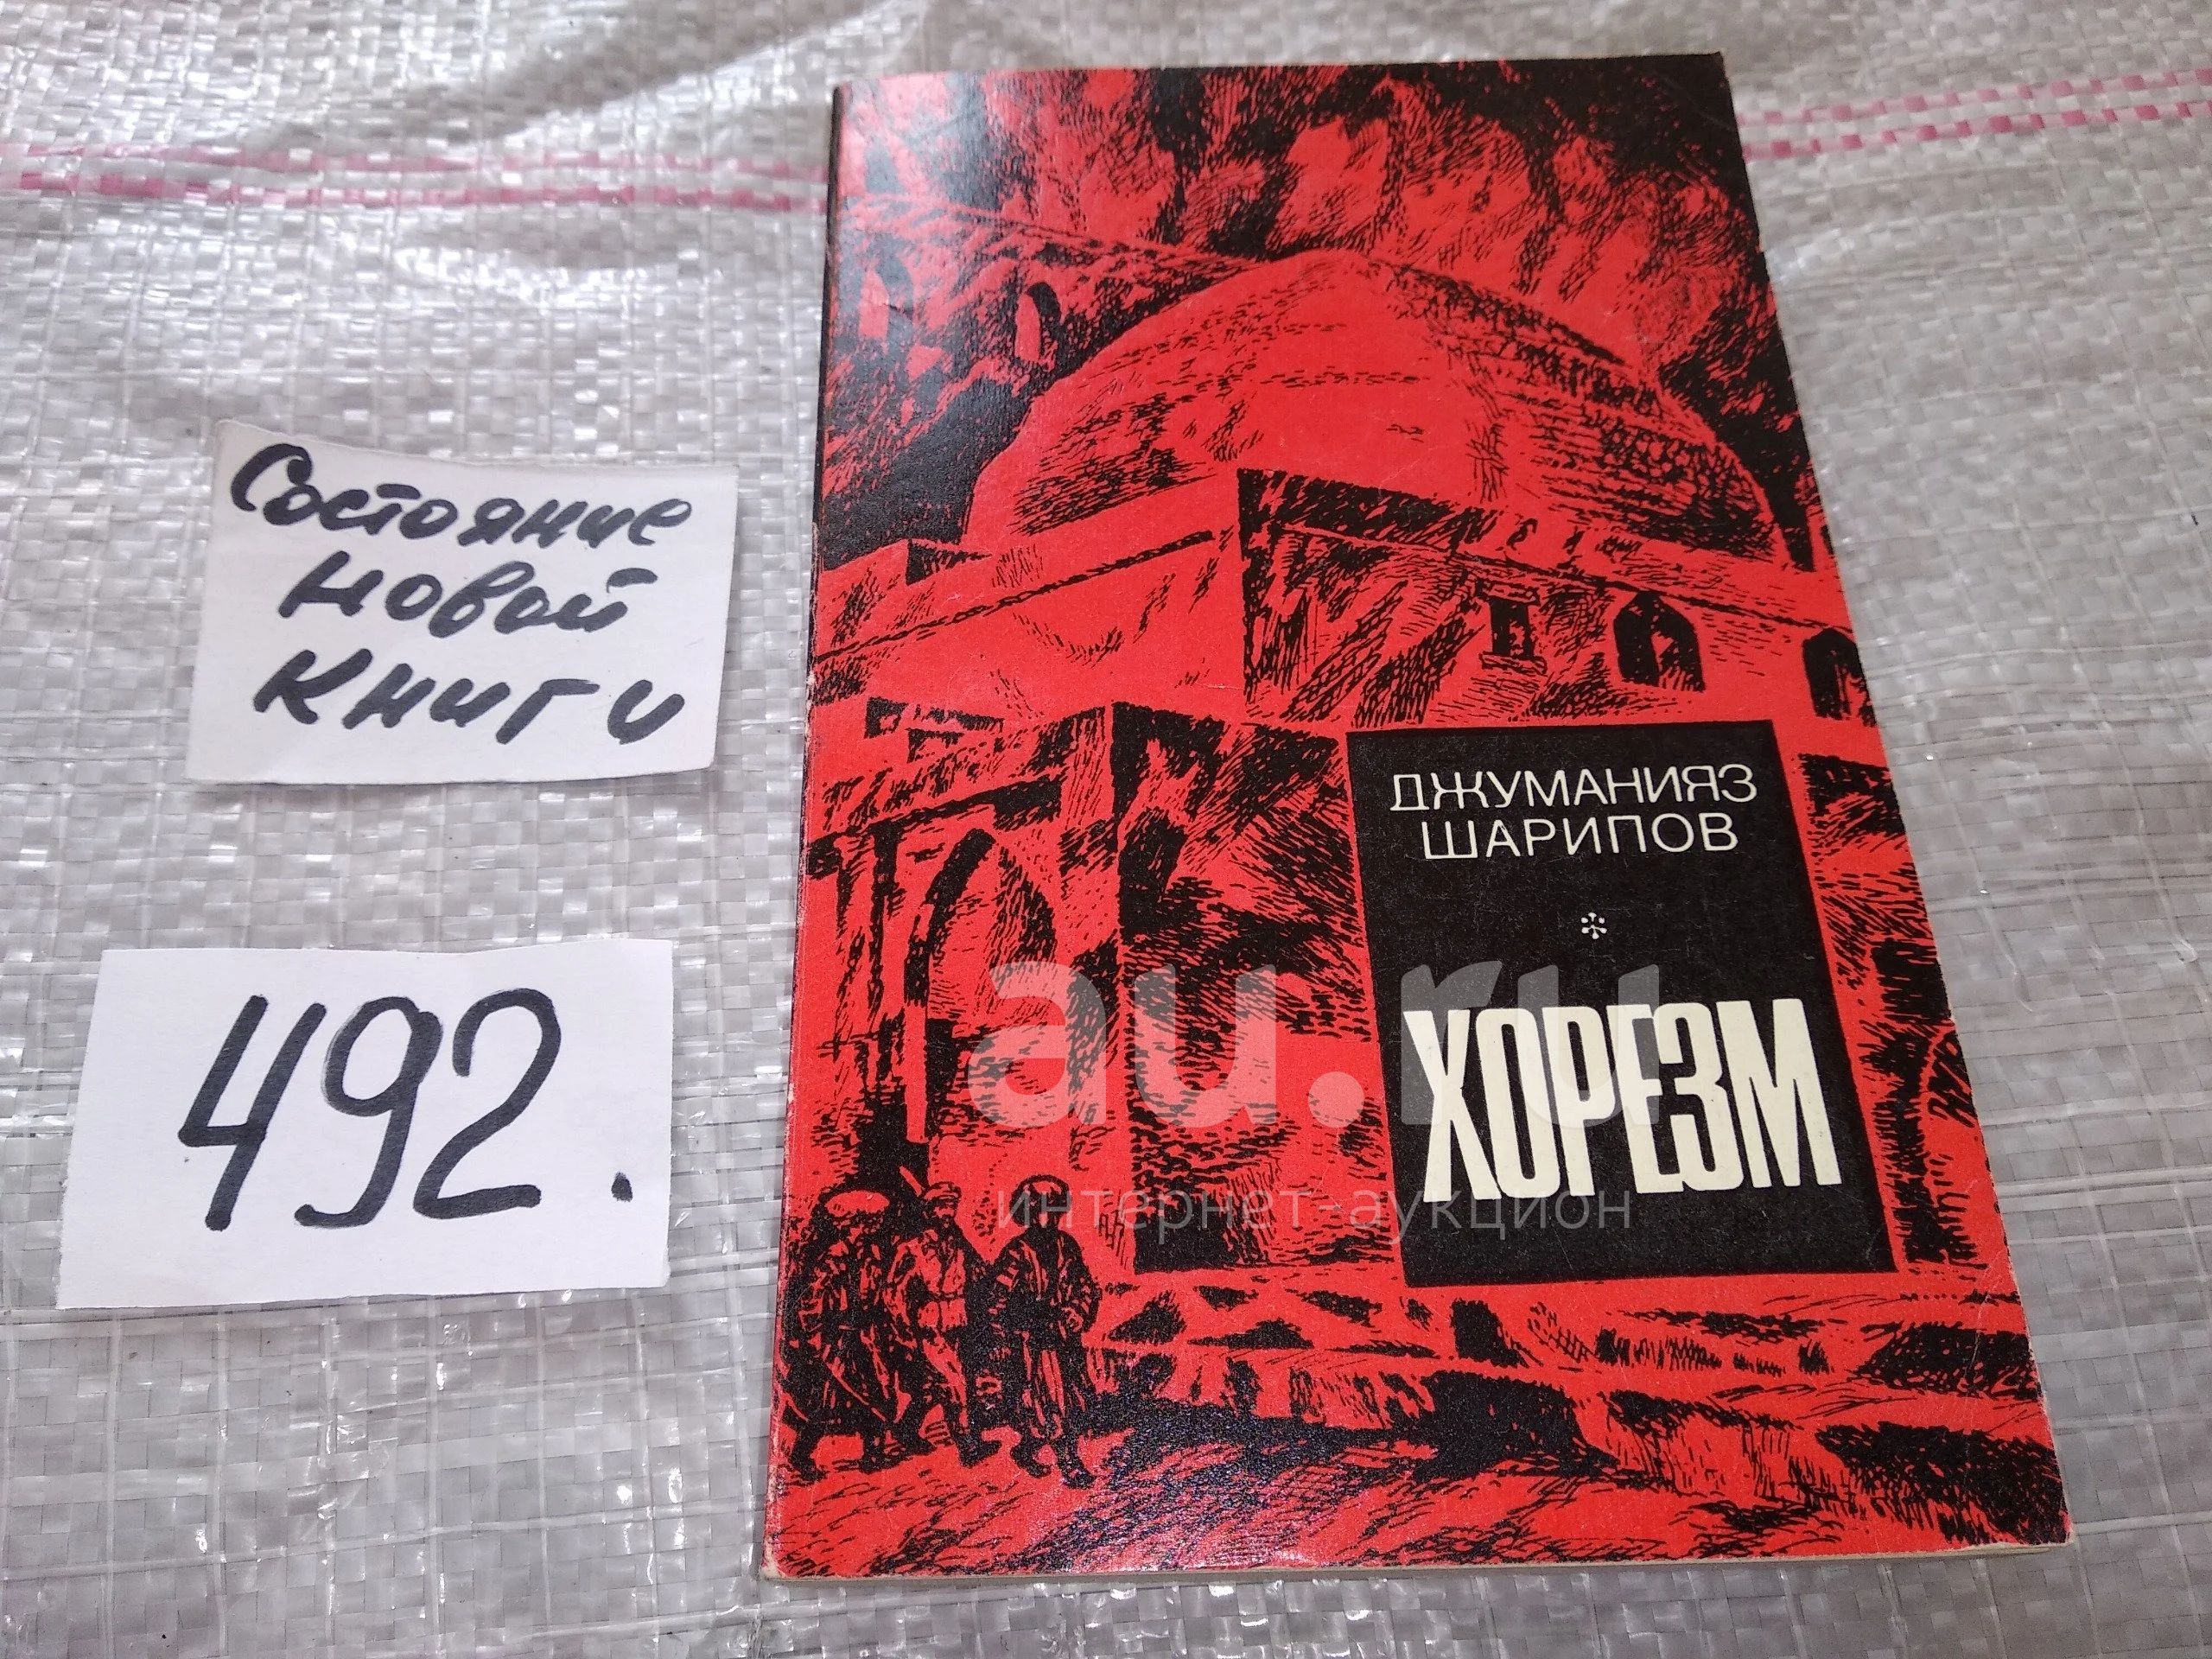 Состояние
новой
книги
492.
ДЖУМАНИЯЗ
ШАРИПОВ
ХОРЕЗМ
au.ru
интернет-аукцион